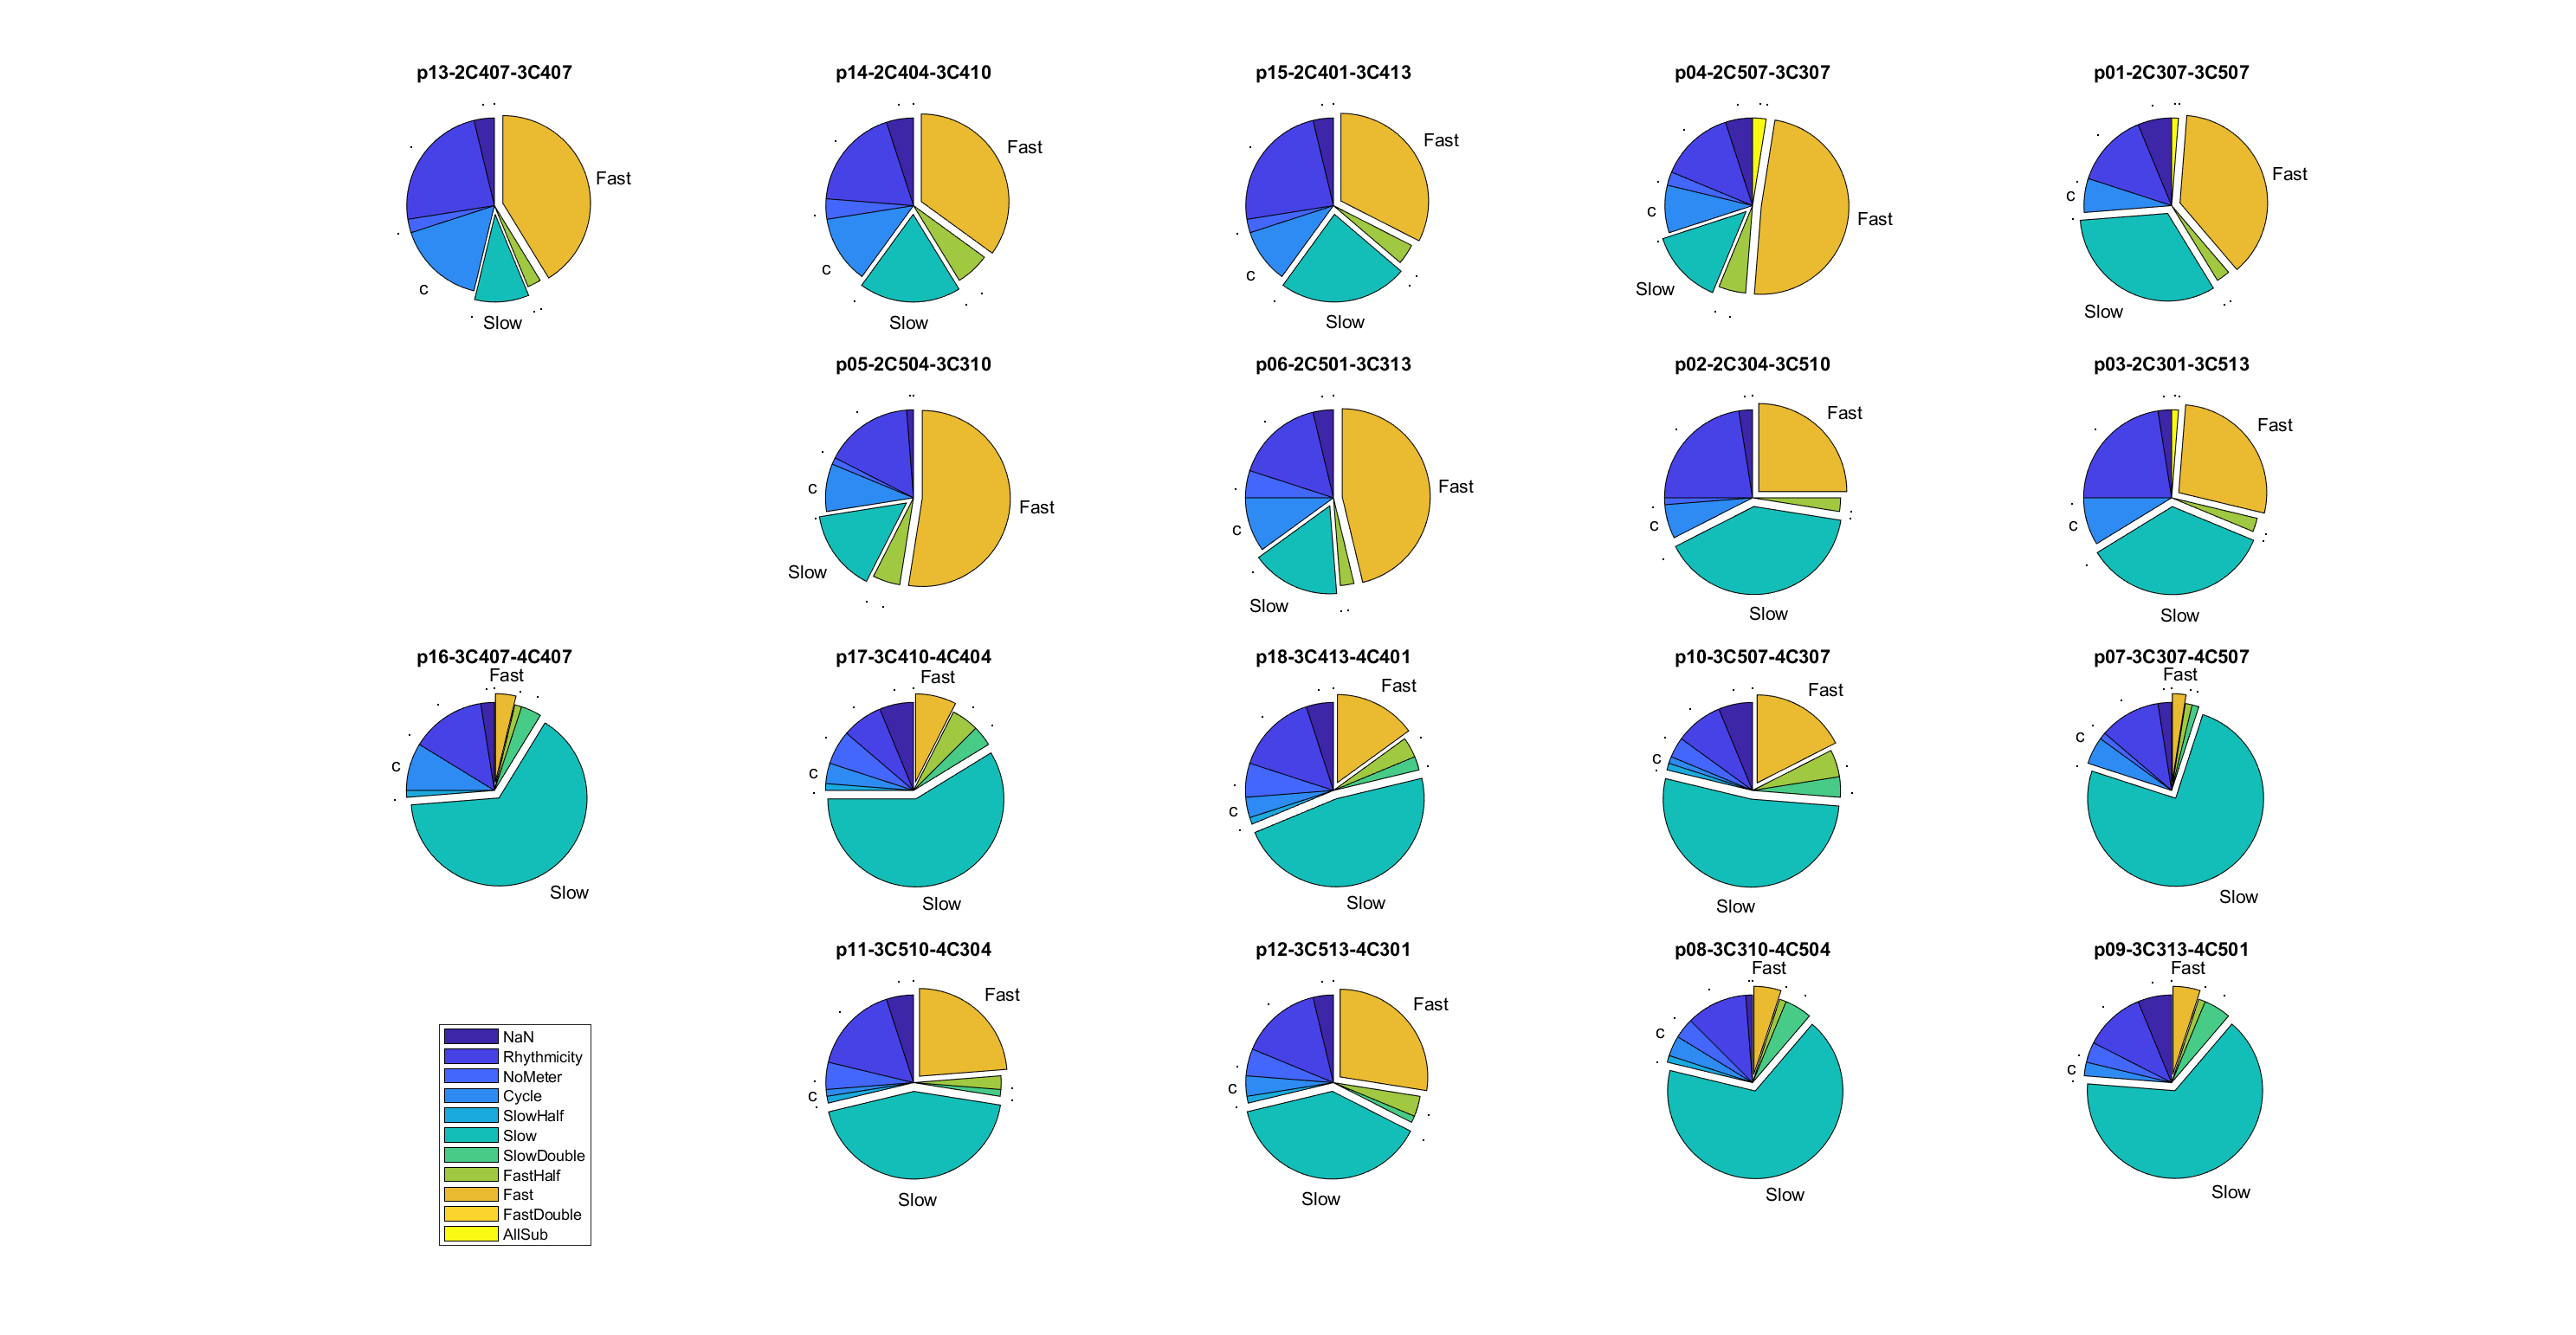 p13-2C407-3C407
p14-2C404-3C410
p15-2C401-3C413
p04-2C507-3C307
p01-2C307-3C507
Fast
C
Slow
Fast
C
Slow
Fast
C
Slow
C
Fast
Slow
C
Fast
Slow
p05-2C504-3C310
p06-2C501-3C313
p02-2C304-3C510
p03-2C301-3C513
C
Fast
Slow
Fast
C
Slow
Fast
C
Slow
Fast
C
Slow
p16-3C407-4C407
p17-3C410-4C404
p18-3C413-4C401
p10-3C507-4C307
p07-3C307-4C507
Fast
C
Slow
Fast
C
Slow
Fast
C
Slow
Fast
C
Slow
Fast
C
Slow
p11-3C510-4C304
p12-3C513-4C301
p08-3C310-4C504
p09-3C313-4C501
Fast
C
Slow
Fast
C
Slow
Fast
C
Slow
Fast
C
Slow
NaN
Rhythmicity
NoMeter
Cycle
SlowHalf
Slow
SlowDouble
FastHalf
Fast
FastDouble
AllSub